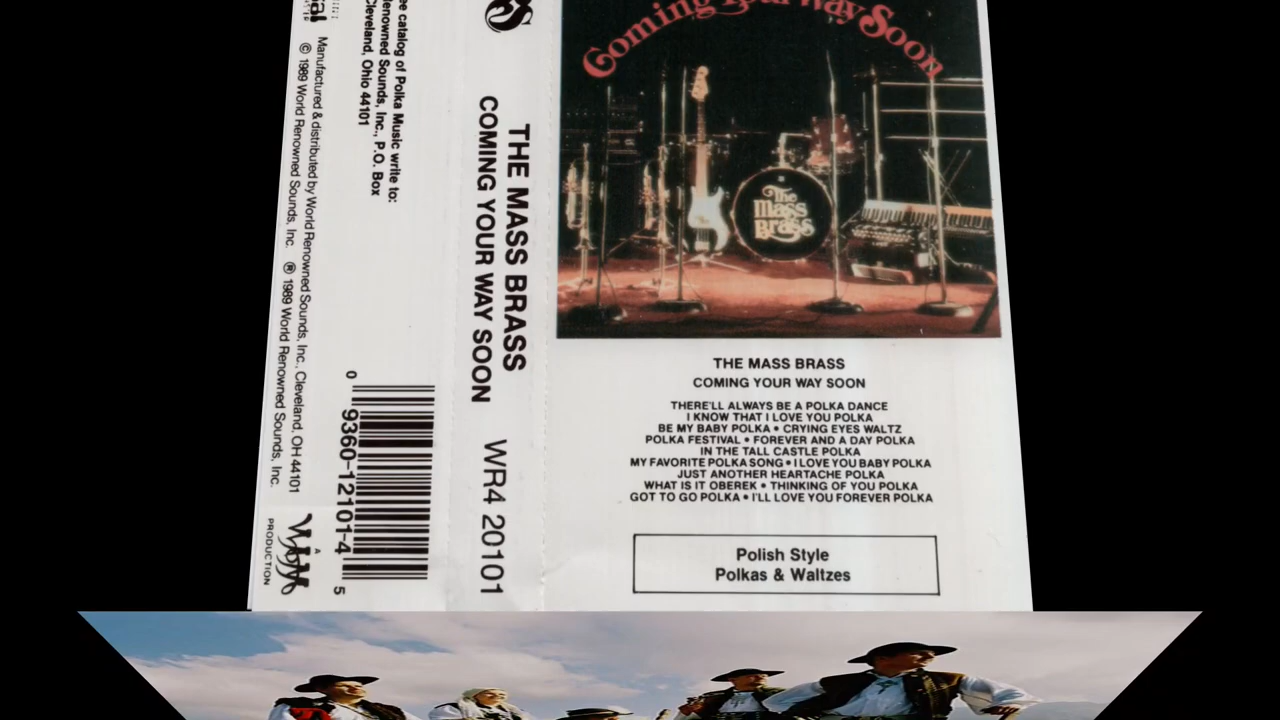 Manufactured & distributed by World Renowned Sounds, Inc., Cleveland, OH 44101
© 1989 World Renowned Sounds, Inc. ® 1989 World Renowned Sounds, Inc.
catalog of Polka Music write to:
Renowned Sounds, Inc., P.O. Box
Cleveland, Ohio 44101
0 9360-12101-4 5
A
PRODUCTION
THE MASS BRASS
COMING YOUR WAY SOON
WR4 20101
Coming Your Way Soon
The
Mass
Brass
THE MASS BRASS
COMING YOUR WAY SOON
THERE'LL ALWAYS BE A POLKA DANCE
I KNOW THAT I LOVE YOU POLKA
BE MY BABY POLKA • CRYING EYES WALTZ
POLKA FESTIVAL • FOREVER AND A DAY POLKA
IN THE TALL CASTLE POLKA
MY FAVORITE POLKA SONG • I LOVE YOU BABY POLKA
JUST ANOTHER HEARTACHE POLKA
WHAT IS IT OBEREK • THINKING OF YOU POLKA
GOT TO GO POLKA • I'LL LOVE YOU FOREVER POLKA
Polish Style
Polkas & Waltzes